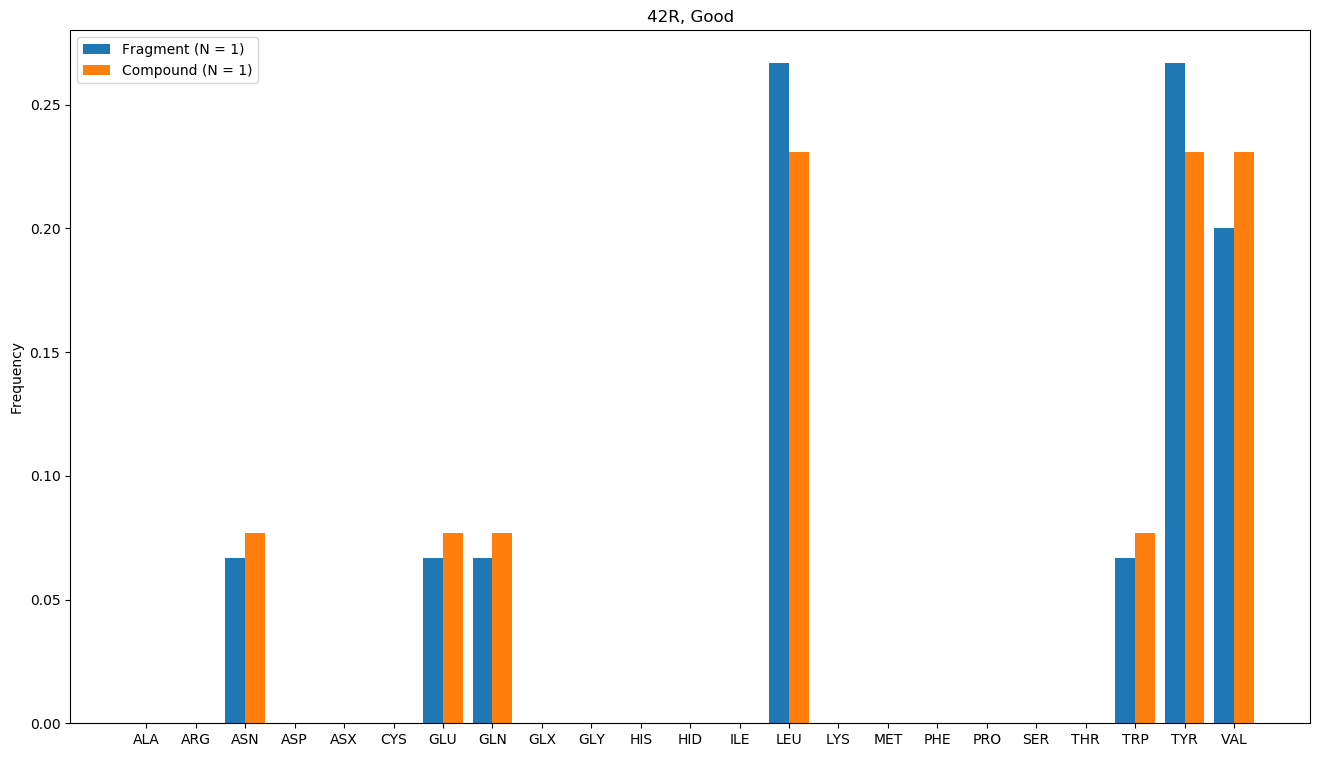 42R, Good
Fragment (N = 1)
Compound (N = 1)
Frequency
0.25
0.20
0.15
0.10
0.05
0.00
ALA ARG ASN ASP ASX CYS GLU GLN GLX GLY HIS HID ILE LEU LYS MET PHE PRO SER THR TRP TYR VAL